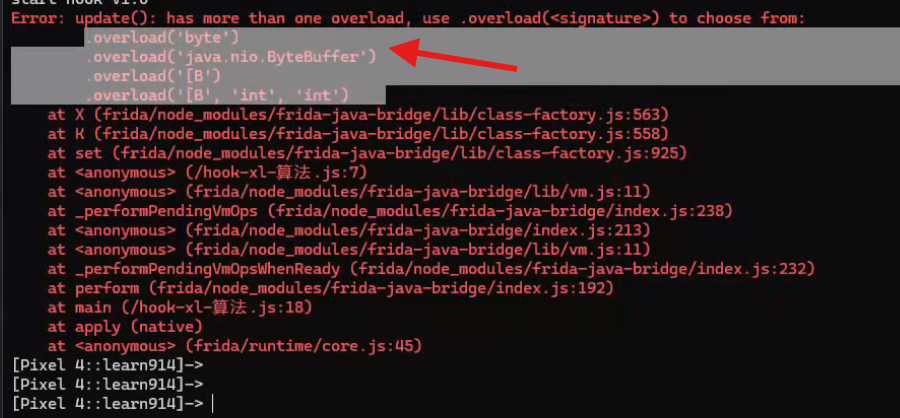 start hook v1.0
Error: update(): has more than one overload, use .overload(<signature>) to choose from:
.overload('byte')
.overload('java.nio.ByteBuffer')
.overload('[B')
.overload('[B', 'int', 'int')
at X (frida/node_modules/frida-java-bridge/lib/class-factory.js:563)
at K (frida/node_modules/frida-java-bridge/lib/class-factory.js:558)
at set (frida/node_modules/frida-java-bridge/lib/class-factory.js:925)
at <anonymous> (/hook-xl-算法.js:7)
at <anonymous> (frida/node_modules/frida-java-bridge/lib/vm.js:11)
at _performPendingVmOps (frida/node_modules/frida-java-bridge/index.js:238)
at <anonymous> (frida/node_modules/frida-java-bridge/index.js:213)
at <anonymous> (frida/node_modules/frida-java-bridge/lib/vm.js:11)
at _performPendingVmOpsWhenReady (frida/node_modules/frida-java-bridge/index.js:232)
at perform (frida/node_modules/frida-java-bridge/index.js:192)
at main (/hook-xl-算法.js:18)
at apply (native)
at <anonymous> (frida/runtime/core.js:45)
[Pixel 4::learn914]->
[Pixel 4::learn914]->
[Pixel 4::learn914]->